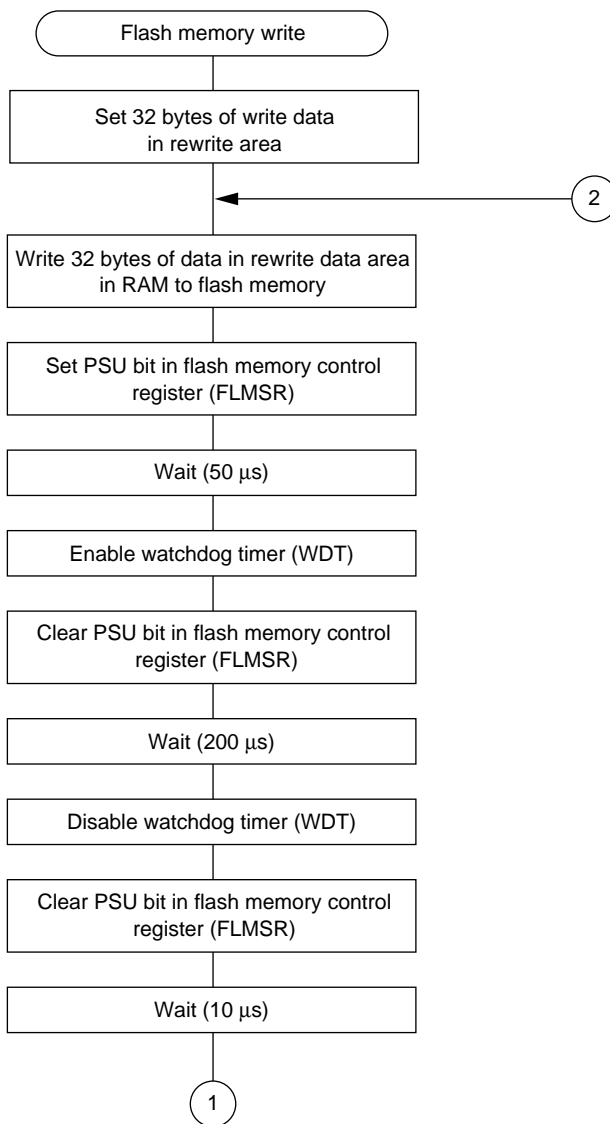 Flash memory write
Set 32 bytes of write data
in rewrite area
2
Write 32 bytes of data in rewrite data area
in RAM to flash memory
Set PSU bit in flash memory control
register (FLMSR)
Wait (50 μs)
Enable watchdog timer (WDT)
Clear PSU bit in flash memory control
register (FLMSR)
Wait (200 μs)
Disable watchdog timer (WDT)
Clear PSU bit in flash memory control
register (FLMSR)
Wait (10 μs)
1